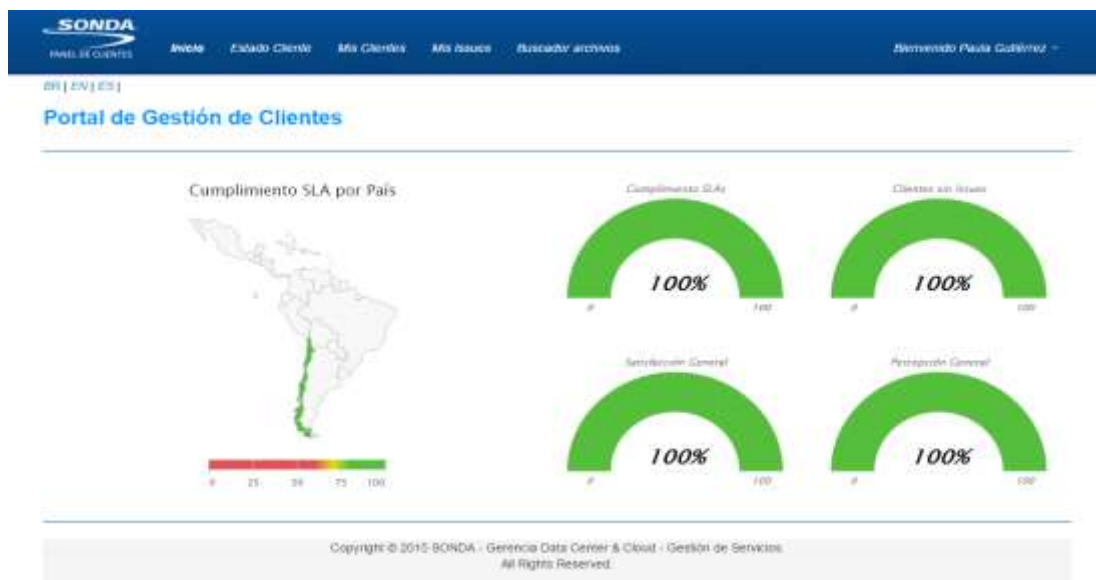 SONDA
PANEL DE CLIENTES
Inicio Estado Cliente Mis Clientes Mis Issues Buscador archivos Bienvenido Paula Gutiérrez
BR | EN | ES |
Portal de Gestión de Clientes
Cumplimiento SLA por País
Cumplimiento SLAs
Clientes sin Issues
100%
100%
0 100
0 100
Satisfacción General
Percepción General
100%
100%
0 100
0 100
0 25 50 75 100
Copyright © 2015 SONDA - Gerencia Data Center & Cloud - Gestión de Servicios.
All Rights Reserved.